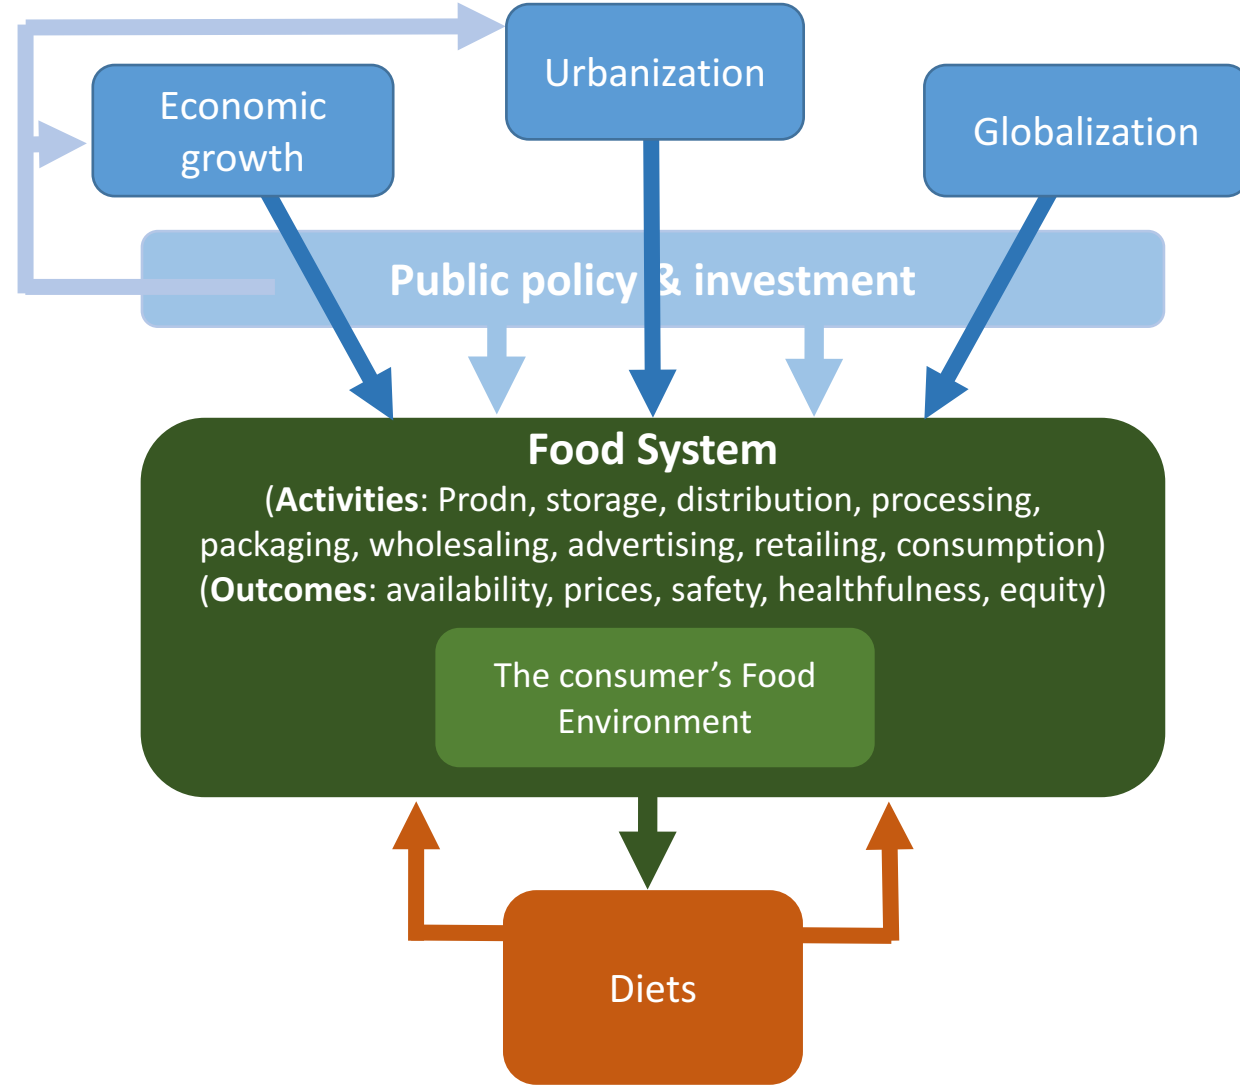 Urbanization
Economic
growth
Globalization
Public policy & investment
Food System
(Activities: Prodn, storage, distribution, processing,
packaging, wholesaling, advertising, retailing, consumption)
(Outcomes: availability, prices, safety, healthfulness, equity)
The consumer’s Food
Environment
Diets